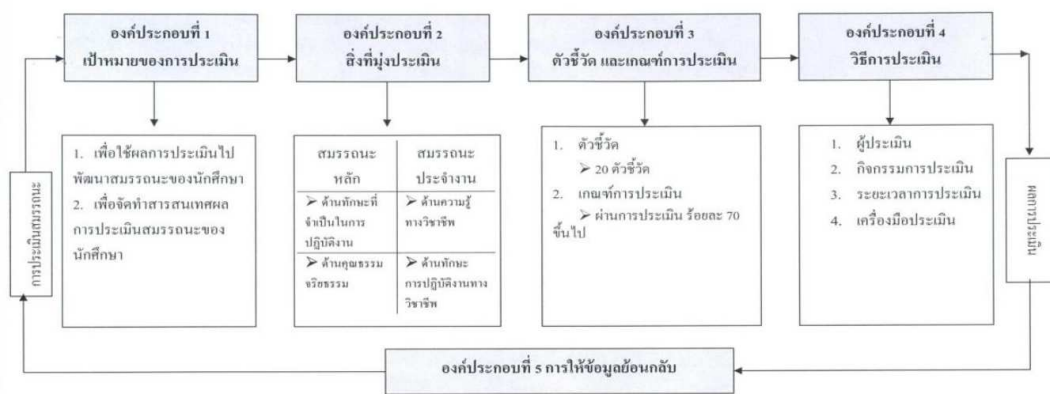 องค์ประกอบที่ 1
เป้าหมายของการประเมิน
องค์ประกอบที่ 2
สิ่งที่มุ่งประเมิน
องค์ประกอบที่ 3
ตัวชี้วัด และเกณฑ์การประเมิน
องค์ประกอบที่ 4
วิธีการประเมิน
การประเมินสมรรถนะ
1. เพื่อใช้ผลการประเมินไป
พัฒนาสมรรถนะของนักศึกษา
2. เพื่อจัดทำสารสนเทศผล
การประเมินสมรรถนะของ
นักศึกษา
สมรรถนะ
หลัก
สมรรถนะ
ประจำงาน
➢ ด้านทักษะที่
จำเป็นในการ
ปฏิบัติงาน
➢ ด้านความรู้
ทางวิชาชีพ
➢ ด้านคุณธรรม
จริยธรรม
➢ ด้านทักษะ
การปฏิบัติงานทาง
วิชาชีพ
1. ตัวชี้วัด
➢ 20 ตัวชี้วัด
2. เกณฑ์การประเมิน
➢ ผ่านการประเมิน ร้อยละ 70
ขึ้นไป
1. ผู้ประเมิน
2. กิจกรรมการประเมิน
3. ระยะเวลาการประเมิน
4. เครื่องมือประเมิน
ผลการประเมิน
องค์ประกอบที่ 5 การให้ข้อมูลย้อนกลับ